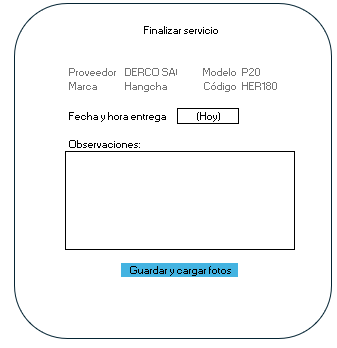 Finalizar servicio
Proveedor DERCO SA Modelo P20
Marca Hangcha Código HER180
Fecha y hora entrega (Hoy)
Observaciones:
Guardar y cargar fotos